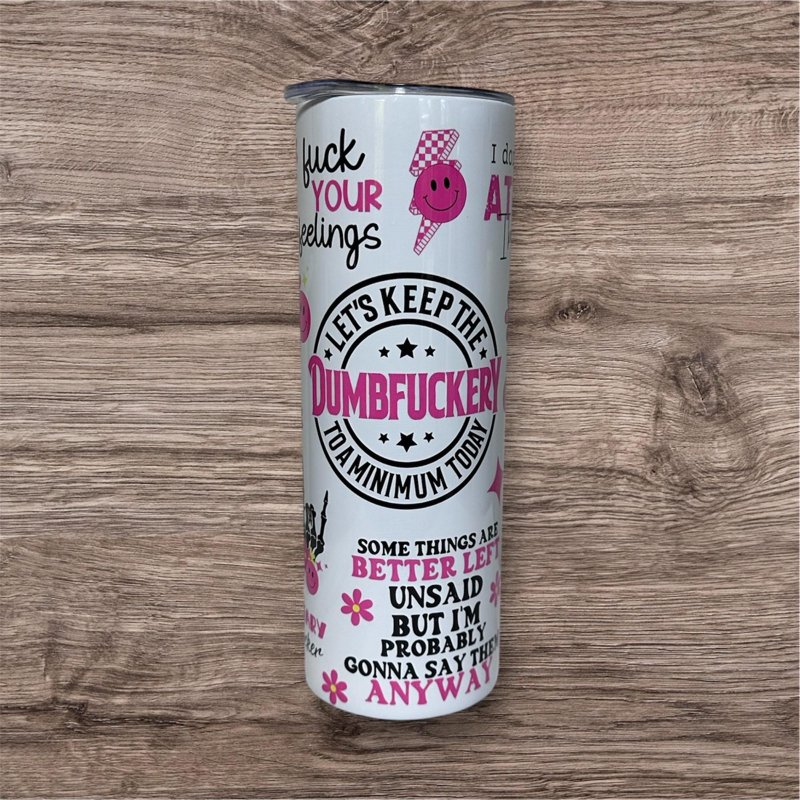 fuck
YOUR
feelings
I do
AT
LET'S KEEP THE
DUMBFUCKERY
TO A MINIMUM TODAY
SOME THINGS ARE
BETTER LEFT
UNSAID
BUT I'M
PROBABLY
GONNA SAY THEM
ANYWAY